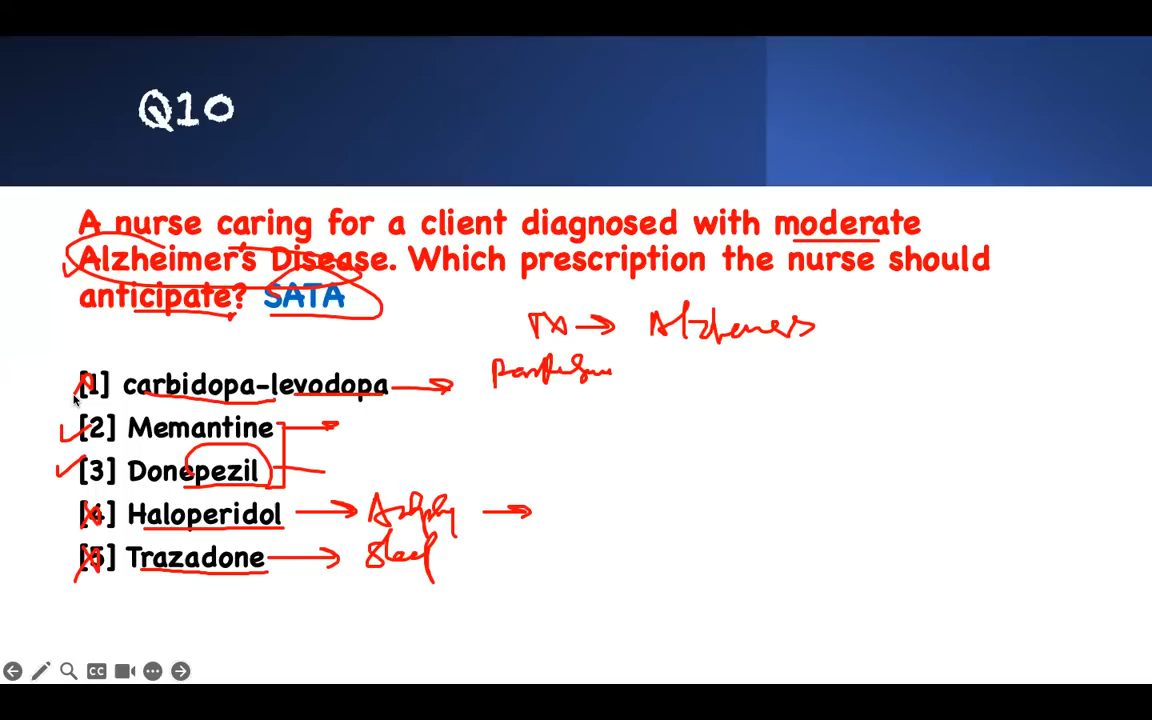 Q10
A nurse caring for a client diagnosed with moderate
Alzheimer's Disease. Which prescription the nurse should
anticipate? SATA
TX → Alzheimers
[1] carbidopa-levodopa →
[2] Memantine
[3] Donepezil
[4] Haloperidol →
[5] Trazadone → Sleep
CC